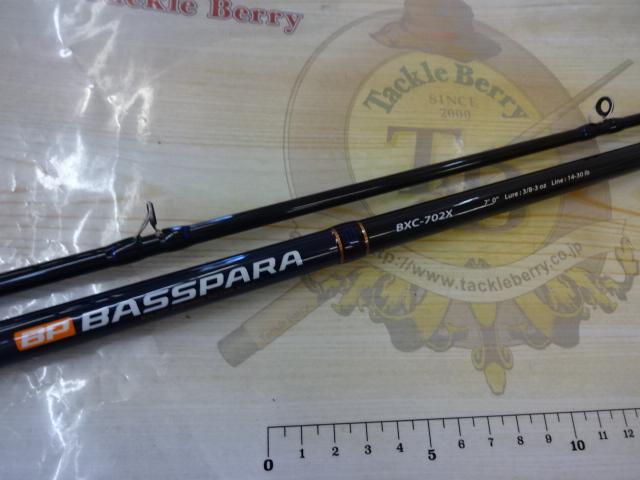 Tackle Berry
Tackle Berry
SINCE
2000
TB
BXC-702X 7' 0" Lure : 3/8-3 oz Line : 14-30 lb
http://www.tackleberry.co.jp
BP BASSPARA
0 1 2 3 4 5 6 7 8 9 10 11 12